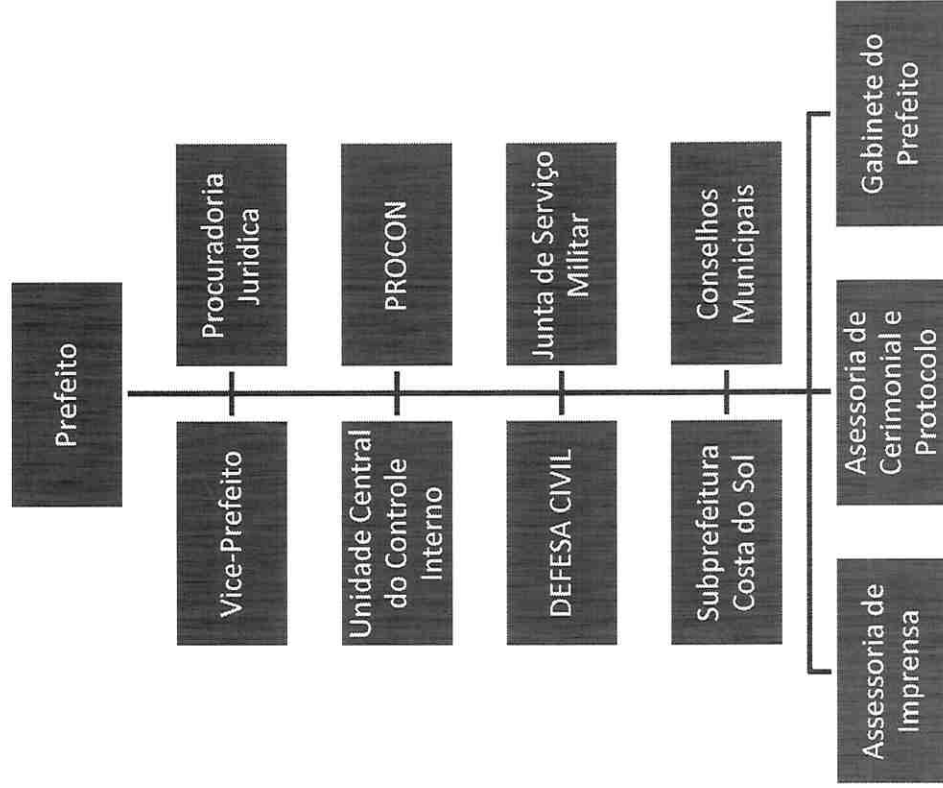 Prefeito
Vice-Prefeito
Procuradoria
Juridica
Unidade Central
do Controle
Interno
PROCON
DEFESA CIVIL
Junta de Serviço
Militar
Subprefeitura
Costa do Sol
Conselhos
Municipais
Assessoria de
Imprensa
Asessoria de
Cerimonial e
Protocolo
Gabinete do
Prefeito